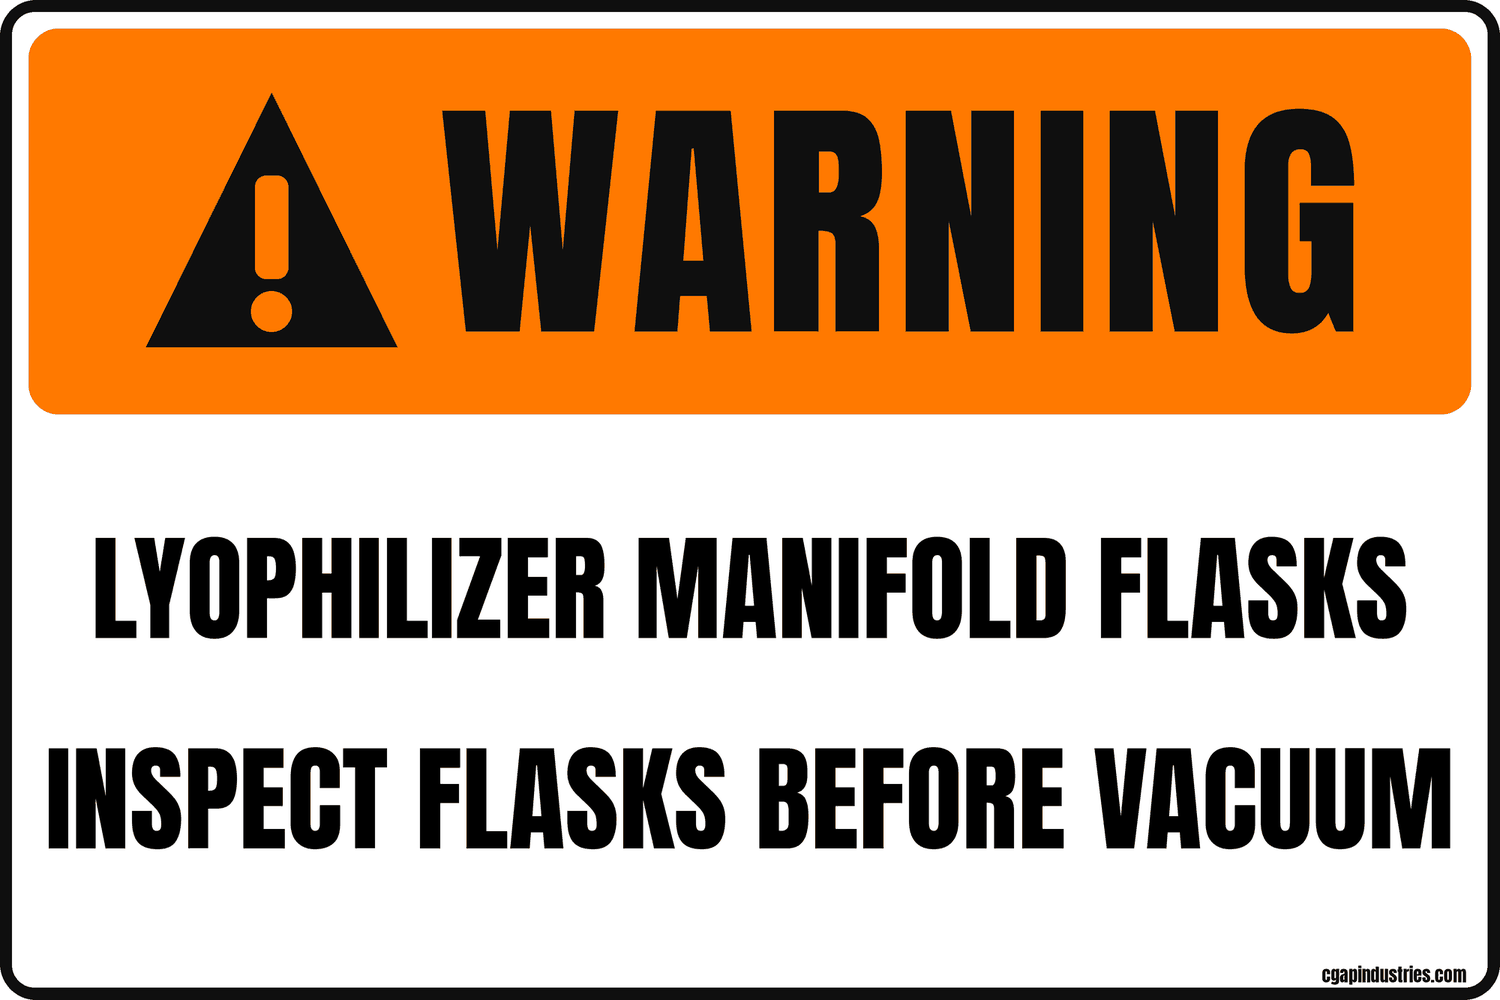 WARNING
LYOPHILIZER MANIFOLD FLASKS
INSPECT FLASKS BEFORE VACUUM
cgapindustries.com